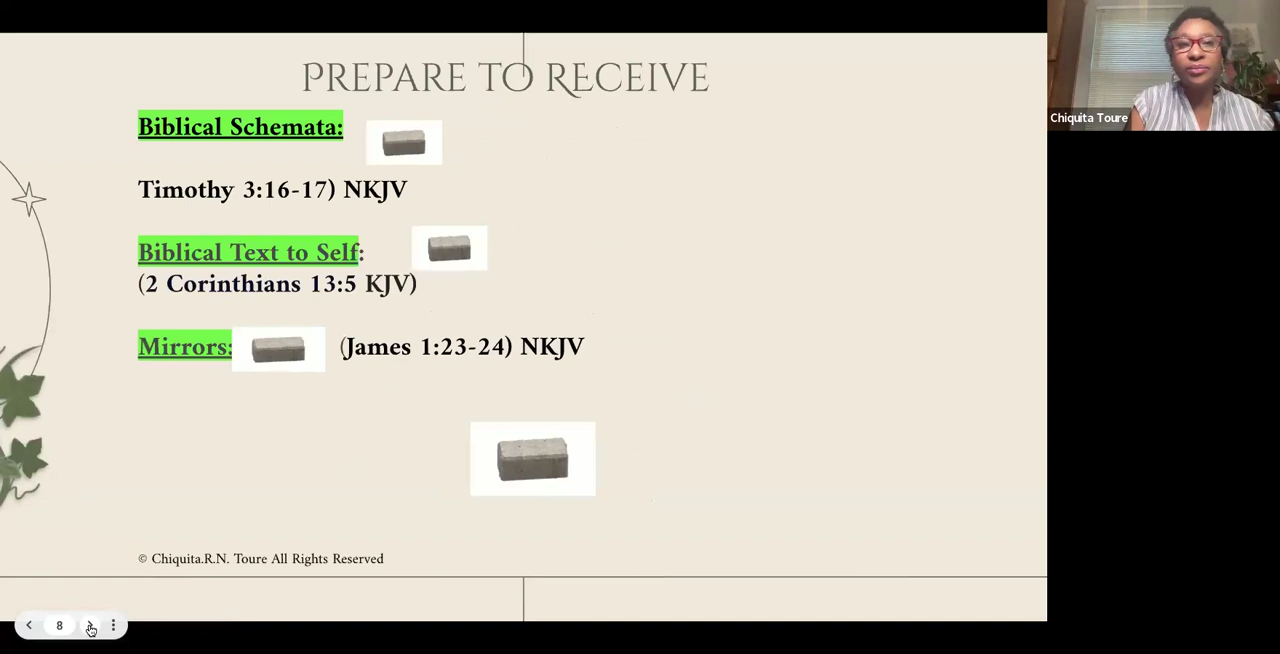 PREPARE TO RECEIVE
Biblical Schemata:
Timothy 3:16-17) NKJV
Biblical Text to Self:
(2 Corinthians 13:5 KJV)
Mirrors: (James 1:23-24) NKJV
© Chiquita.R.N. Toure All Rights Reserved
8
Chiquita Toure